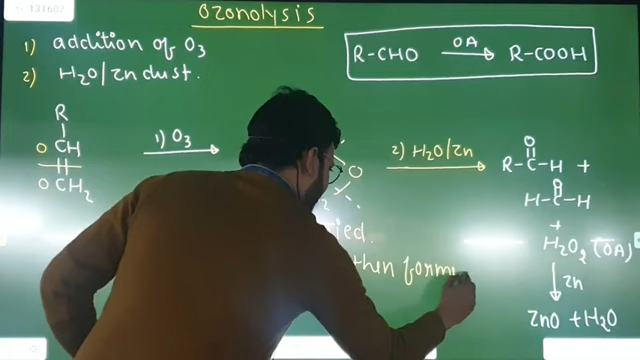 131682
Ozonolysis
1) addition of O3
2) H2O/Zn dust.
R-CHO OA R-COOH
R
O CH
O CH2
1) O3
O
2) H2O/Zn
O
R-C-H +
O
H-C-H
+
H2O2 (OA)
Zn
ZnO + H2O
then form